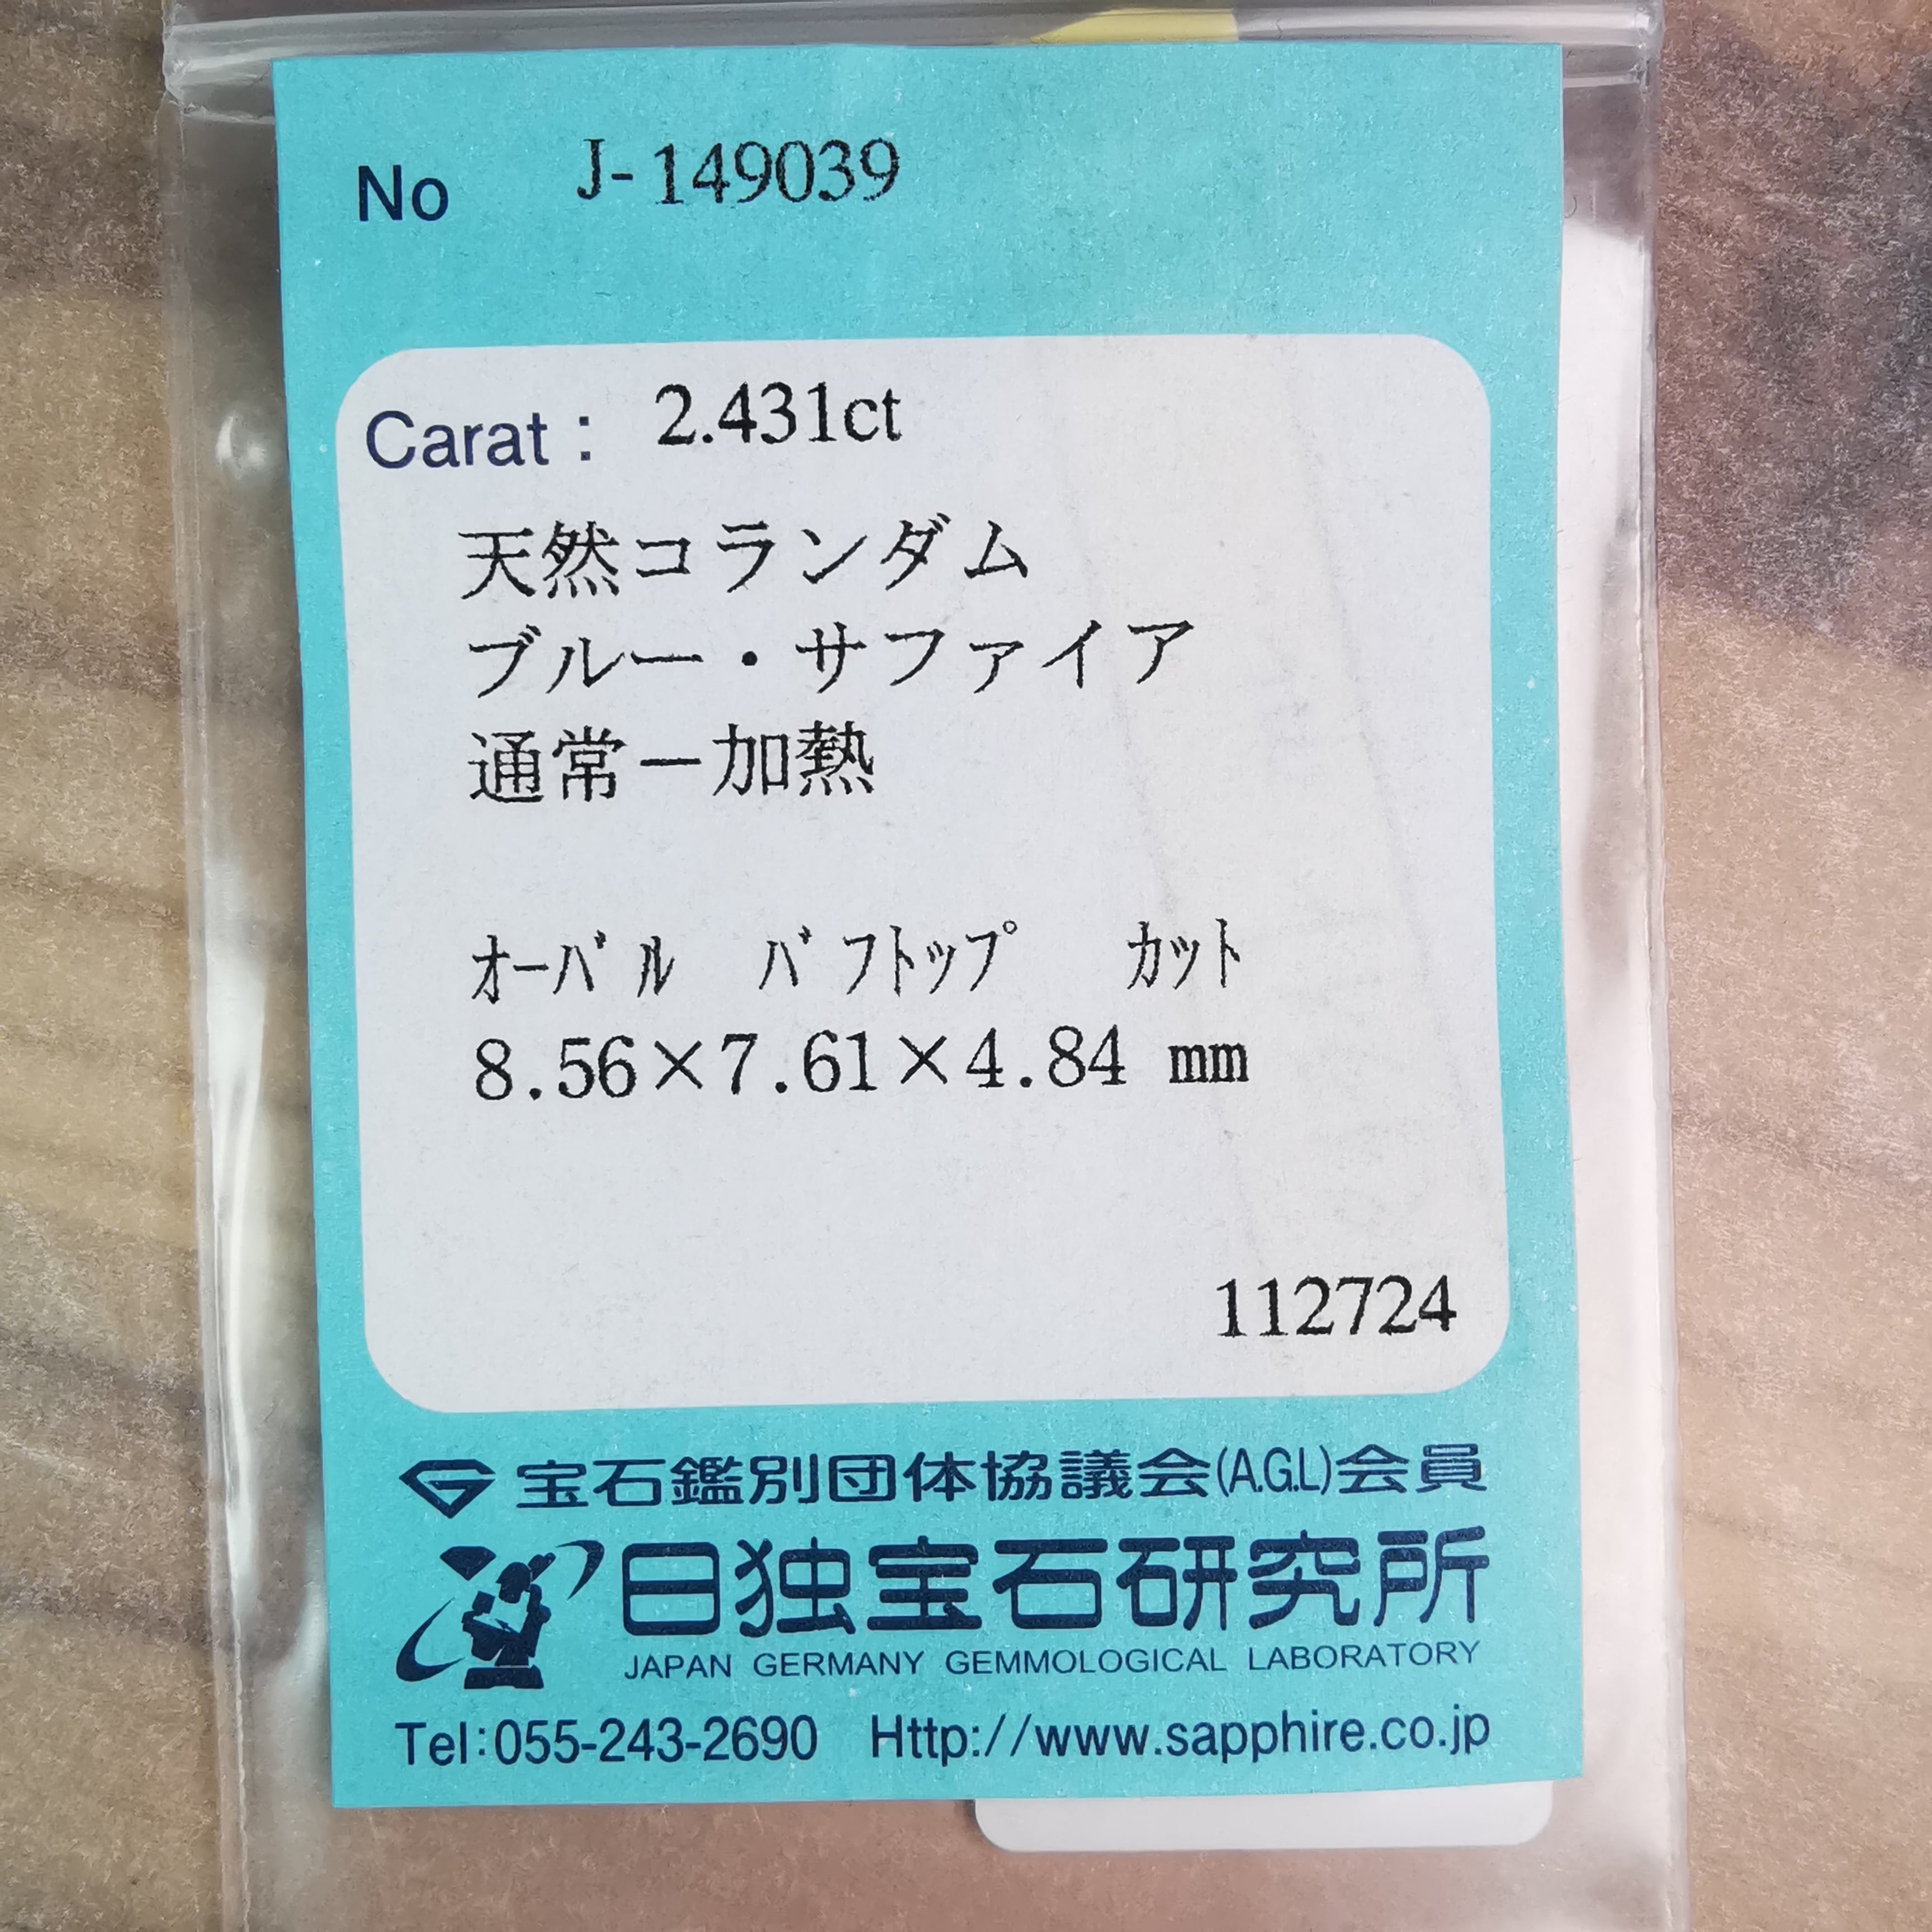 No J-149039
Carat : 2.431ct
天然コランダム
ブルー・サファイア
通常－加熱
ｵｰﾊﾞﾙ ﾊﾞﾌﾄｯﾌﾟ ｶｯﾄ
8.56×7.61×4.84 mm
112724
宝石鑑別団体協議会(A.G.L)会員
日独宝石研究所
JAPAN GERMANY GEMMOLOGICAL LABORATORY
Tel:055-243-2690 Http://www.sapphire.co.jp